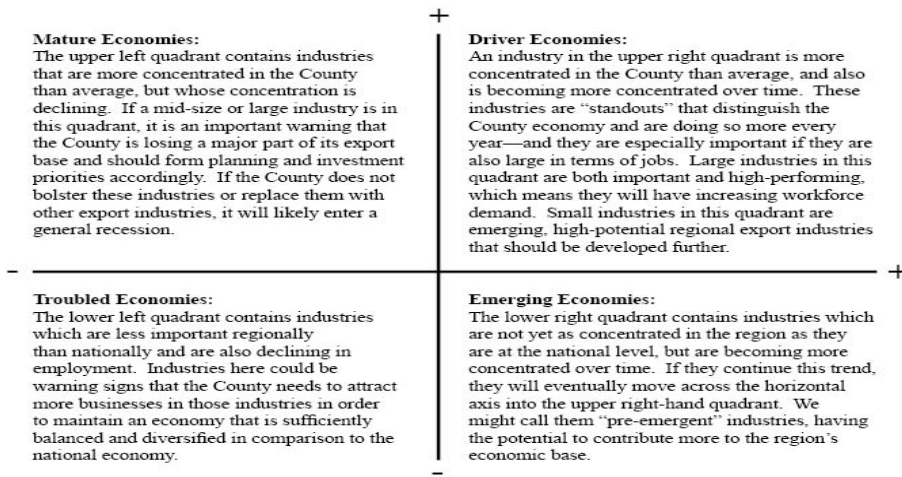 +
Mature Economies:
The upper left quadrant contains industries
that are more concentrated in the County
than average, but whose concentration is
declining.  If a mid-size or large industry is in
this quadrant, it is an important warning that
the County is losing a major part of its export
base and should form planning and investment
priorities accordingly.  If the County does not
bolster these industries or replace them with
other export industries, it will likely enter a
general recession.
Driver Economies:
An industry in the upper right quadrant is more
concentrated in the County than average, and also
is becoming more concentrated over time.  These
industries are “standouts” that distinguish the
County economy and are doing so more every
year—and they are especially important if they are
also large in terms of jobs.  Large industries in this
quadrant are both important and high-performing,
which means they will have increasing workforce
demand.  Small industries in this quadrant are
emerging, high-potential regional export industries
that should be developed further.
- +
Troubled Economies:
The lower left quadrant contains industries
which are less important regionally
than nationally and are also declining in
employment.  Industries here could be
warning signs that the County needs to attract
more businesses in those industries in order
to maintain an economy that is sufficiently
balanced and diversified in comparison to the
national economy.
Emerging Economies:
The lower right quadrant contains industries which
are not yet as concentrated in the region as they
are at the national level, but are becoming more
concentrated over time.  If they continue this trend,
they will eventually move across the horizontal
axis into the upper right-hand quadrant.  We
might call them “pre-emergent” industries, having
the potential to contribute more to the region’s
economic base.
-